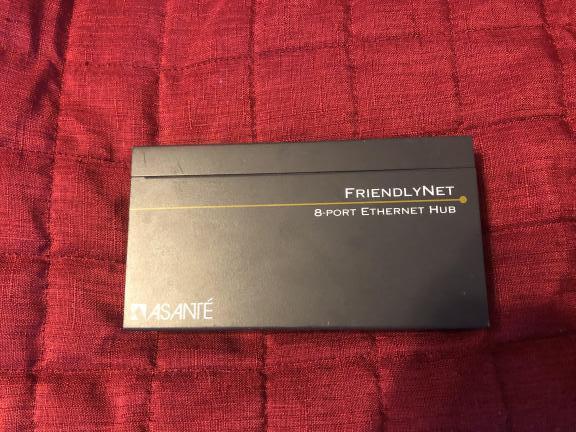 FRIENDLYNET
8-PORT ETHERNET HUB
ASANTÉ